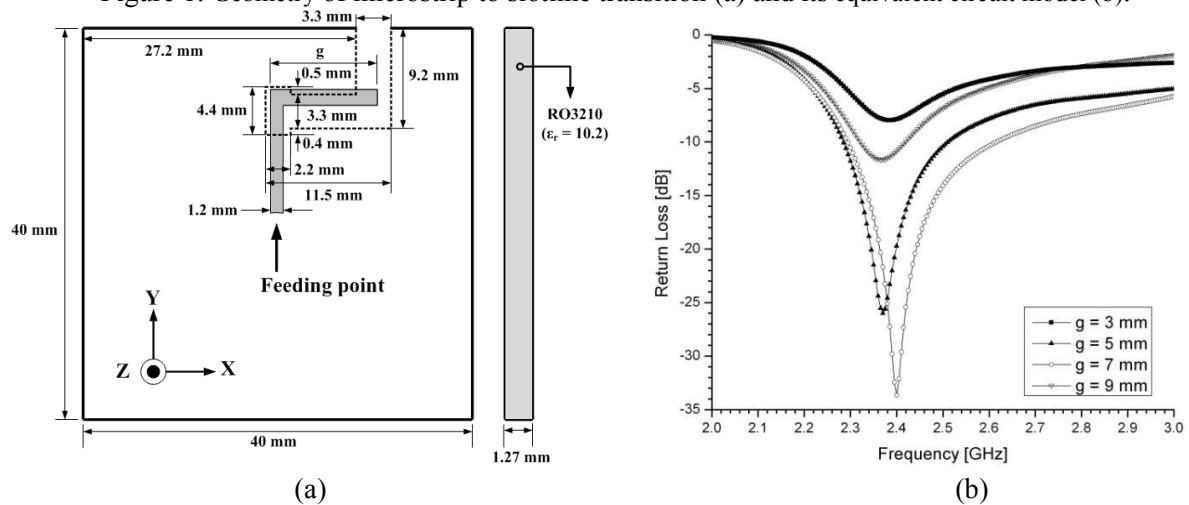 Figure 1: Geometry of microstrip to slotline transition (a) and its equivalent circuit model (b).
3.3 mm
27.2 mm
g
0.5 mm
9.2 mm
4.4 mm
3.3 mm
0.4 mm
2.2 mm
11.5 mm
1.2 mm
40 mm
Feeding point
Y
Z
X
40 mm
RO3210
(εr = 10.2)
1.27 mm
(a)
0
-5
-10
-15
-20
-25
-30
-35
Return Loss [dB]
g = 3 mm
g = 5 mm
g = 7 mm
g = 9 mm
2.0 2.1 2.2 2.3 2.4 2.5 2.6 2.7 2.8 2.9 3.0
Frequency [GHz]
(b)